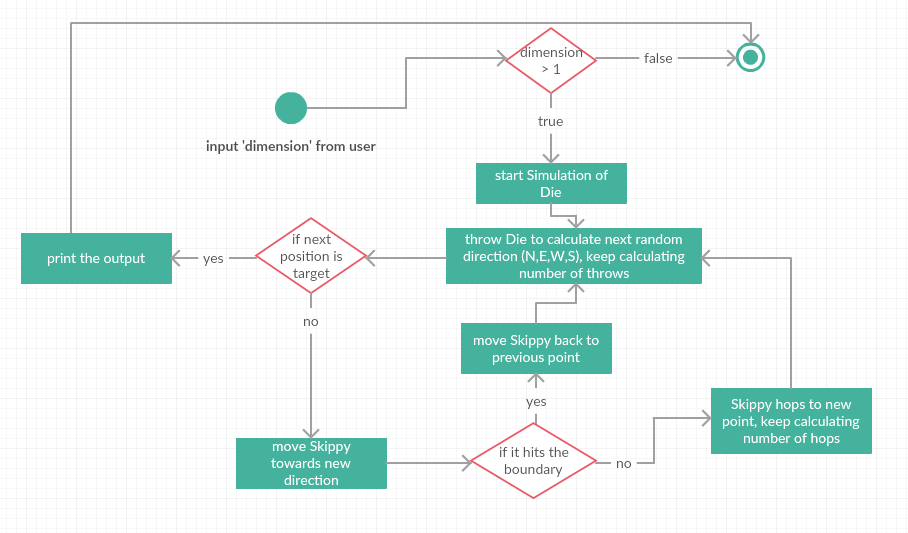 dimension
> 1
false
input 'dimension' from user
true
start Simulation of
Die
throw Die to calculate next random
direction (N,E,W,S), keep calculating
number of throws
if next
position is
target
yes
print the output
no
move Skippy back to
previous point
yes
Skippy hops to new
point, keep calculating
number of hops
move Skippy
towards new
direction
if it hits the
boundary
no